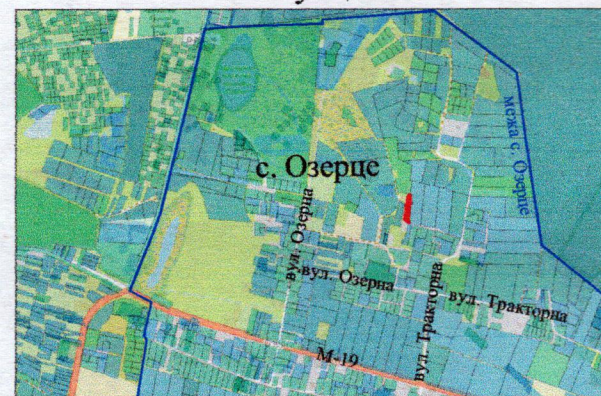 с. Озерце
межа с. Озерце
вул. Озерна
вул. Озерна
вул. Тракторна
вул. Тракторна
М-19